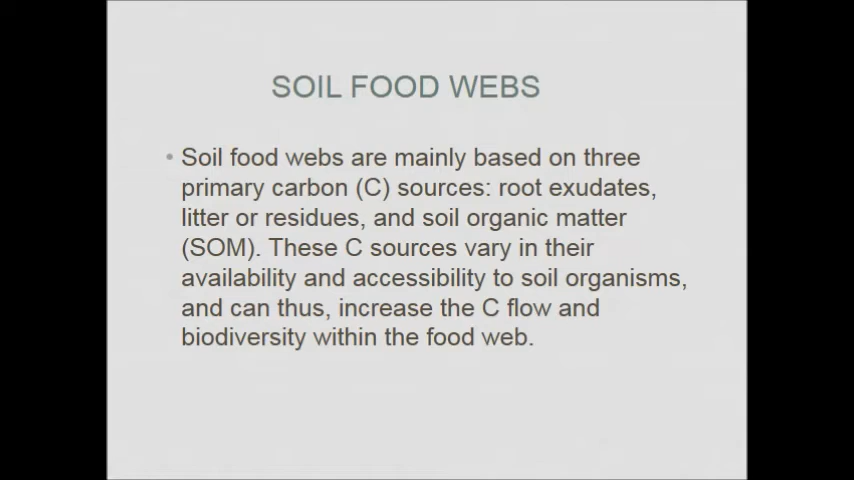 SOIL FOOD WEBS
• Soil food webs are mainly based on three
primary carbon (C) sources: root exudates,
litter or residues, and soil organic matter
(SOM). These C sources vary in their
availability and accessibility to soil organisms,
and can thus, increase the C flow and
biodiversity within the food web.